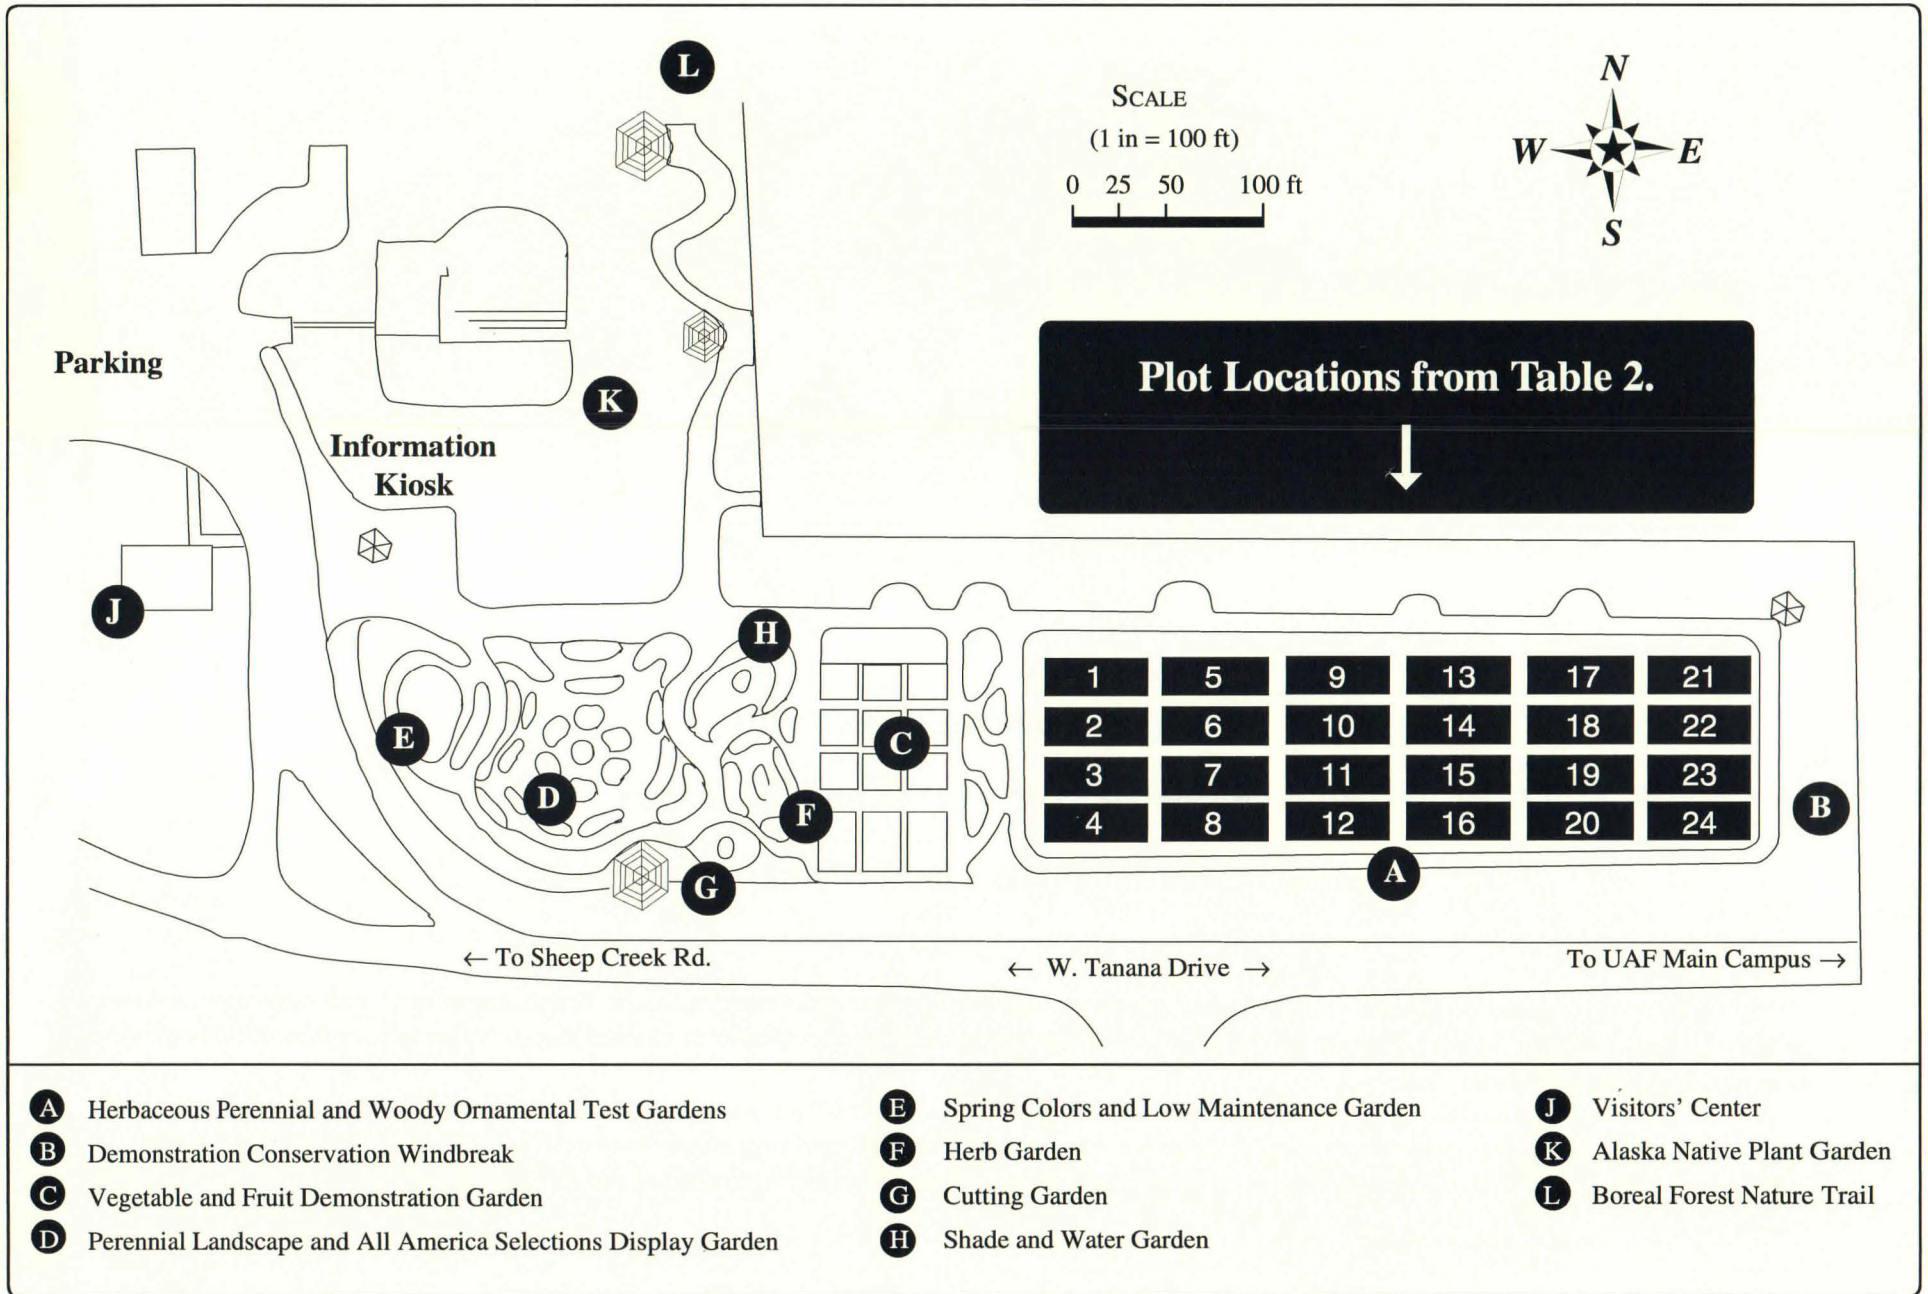 L
SCALE
(1 in = 100 ft)
0 25 50 100 ft
N
W E
S
Parking
K
Plot Locations from Table 2.
↓
Information
Kiosk
J
H
E
D
C
F
G
1 5 9 13 17 21
2 6 10 14 18 22
3 7 11 15 19 23
4 8 12 16 20 24
B
A
← To Sheep Creek Rd.
← W. Tanana Drive →
To UAF Main Campus →
A Herbaceous Perennial and Woody Ornamental Test Gardens
B Demonstration Conservation Windbreak
C Vegetable and Fruit Demonstration Garden
D Perennial Landscape and All America Selections Display Garden
E Spring Colors and Low Maintenance Garden
F Herb Garden
G Cutting Garden
H Shade and Water Garden
J Visitors' Center
K Alaska Native Plant Garden
L Boreal Forest Nature Trail